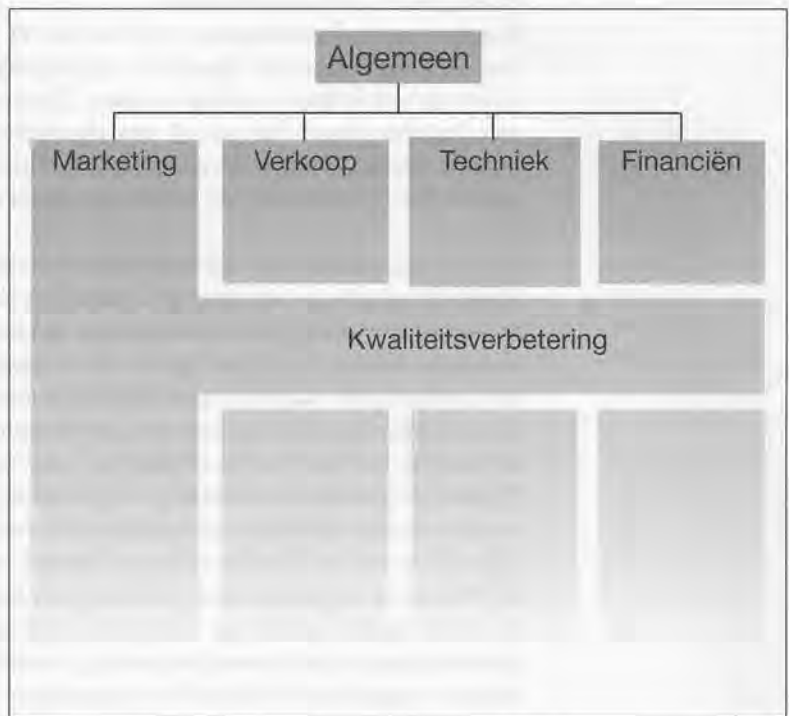 Algemeen
Marketing Verkoop Techniek Financiën
Kwaliteitsverbetering